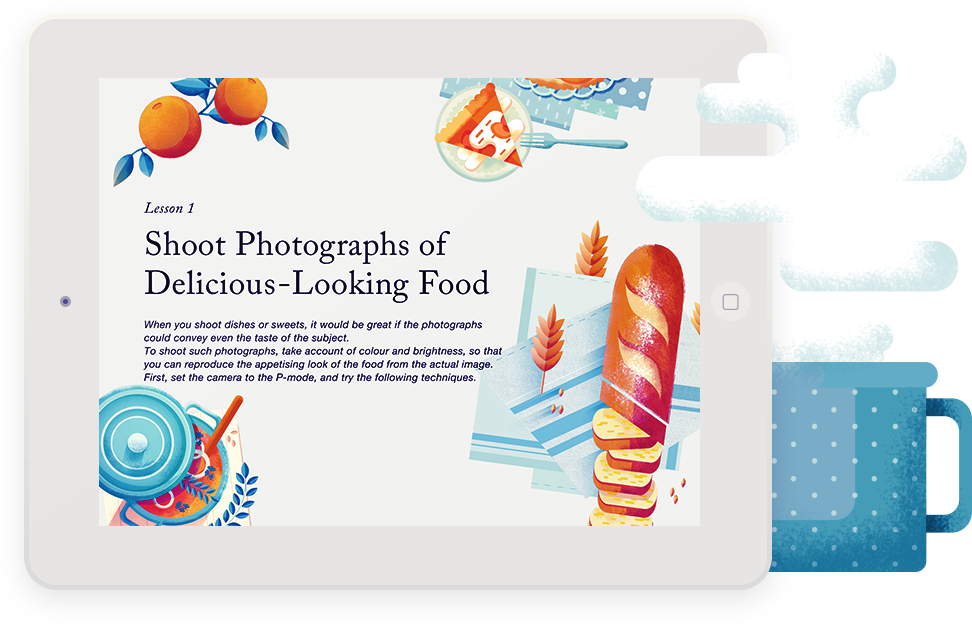 Lesson 1
Shoot Photographs of
Delicious-Looking Food
When you shoot dishes or sweets, it would be great if the photographs
could convey even the taste of the subject.
To shoot such photographs, take account of colour and brightness, so that
you can reproduce the appetising look of the food from the actual image.
First, set the camera to the P-mode, and try the following techniques.